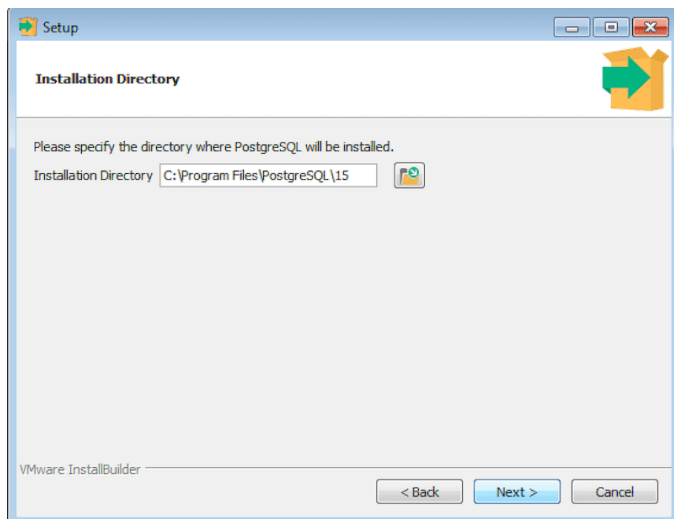 Setup
Installation Directory
Please specify the directory where PostgreSQL will be installed.
Installation Directory C:\Program Files\PostgreSQL\15
VMware InstallBuilder
< Back Next > Cancel